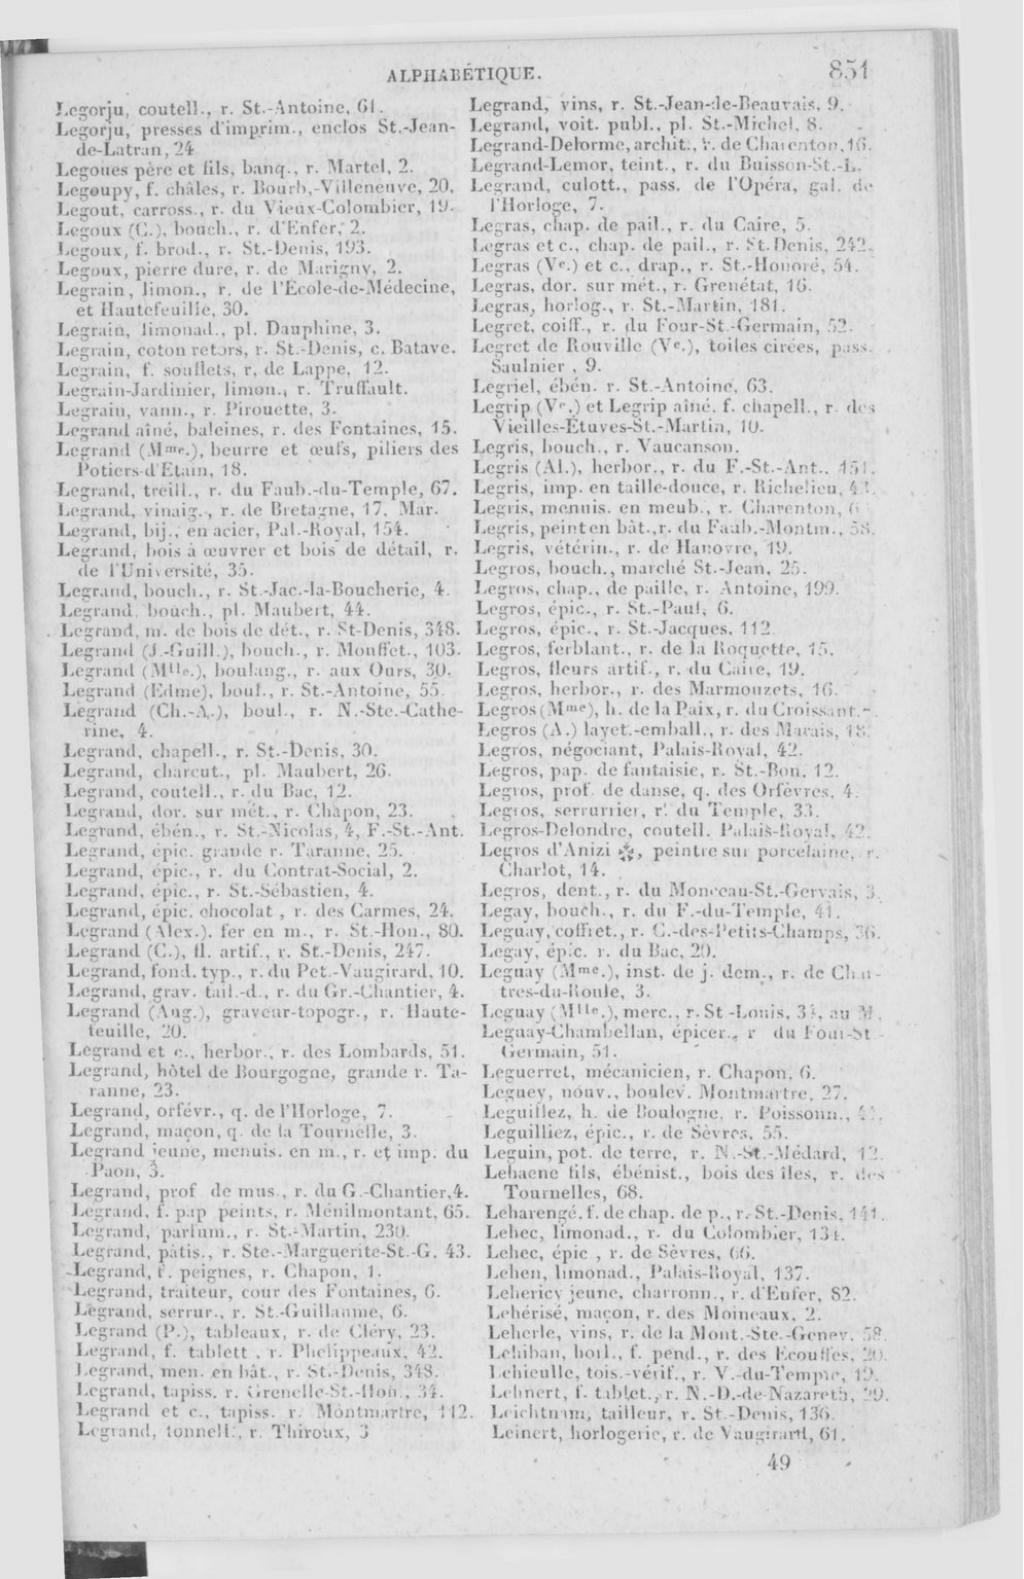 ALPHABÉTIQUE.
851
Legorju, coutell., r. St.-Antoine, 61.
Legorju, presses d'imprim., enclos St.-Jean-
de-Latran, 24
Legoues père et fils, banq., r. Martel, 2.
Legoupy, f. châles, r. Bourb.-Villeneuve, 20.
Legout, carross., r. du Vieux-Colombier, 19.
Legoux (C.), bouch., r. d'Enfer, 2.
Legoux, f. brod., r. St.-Denis, 193.
Legoux, pierre dure, r. de Marigny, 2.
Legrain, limon., r. de l'École-de-Médecine,
et Hautefeuille, 30.
Legrain, limonad., pl. Dauphine, 3.
Legrain, coton retors, r. St.-Denis, c. Batave.
Legrain, f. soufflets, r. de Lappe, 12.
Legrain-Jardinier, limon., r. Truffault.
Legrain, vann., r. Pirouette, 3.
Legrand aîné, baleines, r. des Fontaines, 15.
Legrand (Mme.), beurre et œufs, piliers des
Potiers-d'Etain, 18.
Legrand, treill., r. du Faub.-du-Temple, 67.
Legrand, vinaig., r. de Bretagne, 17, Mar.
Legrand, bij., en acier, Pal.-Royal, 154.
Legrand, bois à œuvrer et bois de détail, r.
de l'Université, 35.
Legrand, bouch., r. St.-Jac.-la-Boucherie, 4.
Legrand, bouch., pl. Maubert, 44.
Legrand, m. de bois de dét., r. St-Denis, 348.
Legrand (J.-Guill.), bouch., r. Mouffet., 103.
Legrand (Mlle.), boulang., r. aux Ours, 30.
Legrand (Edme), boul., r. St.-Antoine, 55.
Legrand (Ch.-A.), boul., r. N.-Ste.-Cathe-
rine, 4.
Legrand, chapell., r. St.-Denis, 30.
Legrand, charcut., pl. Maubert, 26.
Legrand, coutell., r. du Bac, 12.
Legrand, dor. sur mét., r. Chapon, 23.
Legrand, ébén., r. St.-Nicolas, 4, F.-St.-Ant.
Legrand, épic. grande r. Taranne, 25.
Legrand, épic., r. du Contrat-Social, 2.
Legrand, épic., r. St.-Sébastien, 4.
Legrand, épic. chocolat, r. des Carmes, 24.
Legrand (Alex.), fer en m., r. St.-Hon., 80.
Legrand (C.), fl. artif., r. St.-Denis, 247.
Legrand, fond. typ., r. du Pet.-Vaugirard, 10.
Legrand, grav. tail.-d., r. du Gr.-Chantier, 4.
Legrand (Aug.), graveur-topogr., r. Haute-
feuille, 20.
Legrand et c., herbor., r. des Lombards, 51.
Legrand, hôtel de Bourgogne, grande r. Ta-
ranne, 23.
Legrand, orfévr., q. de l'Horloge, 7.
Legrand, maçon, q. de la Tournelle, 3.
Legrand jeune, menuis. en m., r. et imp. du
Paon, 3.
Legrand, prof de mus., r. du G.-Chantier, 4.
Legrand, f. pap peints, r. Ménilmontant, 65.
Legrand, parfum., r. St.-Martin, 230.
Legrand, pâtis., r. Ste.-Marguerite-St.-G. 43.
Legrand, f. peignes, r. Chapon, 1.
Legrand, traiteur, cour des Fontaines, 6.
Legrand, serrur., r. St.-Guillaume, 6.
Legrand (P.), tableaux, r. de Cléry, 23.
Legrand, f. tablett., r. Phelippeaux, 42.
Legrand, men. en bât., r. St.-Denis, 348.
Legrand, tapiss. r. Grenelle-St.-Hon., 34.
Legrand et c., tapiss. r. Montmartre, 112.
Legrand, tonnell., r. Thiroux,
Legrand, vins, r. St.-Jean-de-Beauvais, 9.
Legrand, voit. publ., pl. St.-Michel, 8.
Legrand-Delorme, archit., r. de Charenton, 16.
Legrand-Lemor, teint., r. du Buisson-St.-L.
Legrand, culott., pass. de l'Opéra, gal. de
l'Horloge, 7.
Legras, chap. de pail., r. du Caire, 5.
Legras et c., chap. de pail., r. St. Denis, 242.
Legras (Ve.) et c., drap., r. St.-Honoré, 54.
Legras, dor. sur mét., r. Grenétat, 16.
Legras, horlog., r. St.-Martin, 181.
Legret, coiff., r. du Four-St.-Germain, 52.
Legret de Rouville (Ve.), toiles cirées, pass.
Saulnier, 9.
Legriel, ébén. r. St.-Antoine, 63.
Legrip (Ve.) et Legrip aîné, f. chapell., r. des
Vieilles-Étuves-St.-Martin, 10.
Legris, bouch., r. Vaucanson.
Legris (Al.), herbor., r. du F.-St.-Ant., 151.
Legris, imp. en taille-douce, r. Richelieu,
Legris, menuis. en meub., r. Charenton,
Legris, peint en bât., r. du Faub.-Montm., 58.
Legris, vétérin., r. de Hanovre, 19.
Legros, bouch., marché St.-Jean, 25.
Legros, chap., de paille, r. Antoine, 199.
Legros, épic., r. St.-Paul, 6.
Legros, épic., r. St.-Jacques, 112.
Legros, ferblant., r. de la Roquette, 15.
Legros, fleurs artif., r. du Caire, 19.
Legros, herbor., r. des Marmouzets, 16.
Legros (Mme), h. de la Paix, r. du Croissant.
Legros (A.) layet.-emball., r. des Marais, 18.
Legros, négociant, Palais-Royal, 42.
Legros, pap. de fantaisie, r. St.-Bon, 12.
Legros, prof. de danse, q. des Orfèvres, 4.
Legros, serrurrier, r. du Temple, 33.
Legros-Delondre, coutell. Palais-Royal, 42.
Legros d'Anizi ✻, peintre sur porcelaine, r.
Charlot, 14.
Legros, dent., r. du Monceau-St.-Gervais, 3.
Legay, bouch., r. du F.-du-Temple, 41.
Leguay, coffret., r. C.-des-Petits-Champs, 36.
Legay, épic. r. du Bac, 20.
Leguay (Mme.), inst. de j. dem., r. de Char-
tres-du-Roule, 3.
Leguay (Mlle.), merc., r. St-Louis, au M.
Leguay-Chambellan, épicer., r du Four-St-
Germain, 51.
Leguerret, mécanicien, r. Chapon, 6.
Leguey, nouv., boulev. Montmartre, 27.
Leguillez, h. de Boulogne, r. Poissonn.,
Leguilliez, épic., r. de Sèvres, 55.
Leguin, pot. de terre, r. N.-St.-Médard, 12.
Lehaene fils, ébénist., bois des îles, r. des
Tournelles, 68.
Leharengé, f. de chap. de p., r. St.-Denis, 141.
Lehec, limonad., r. du Colombier,
Lehec, épic, r. de Sèvres, 66.
Lehen, limonad., Palais-Royal, 137.
Lehericy jeune, charronn., r. d'Enfer, 82.
Lehérisé, maçon, r. des Moineaux, 2.
Leherle, vins, r. de la Mont.-Ste.-Genev. 58.
Lehiban, horl., f. pend., r. des Ecouffes, 20.
Lehieulle, tois.-vérif., r. V.-du-Temple, 19.
Lehnert, f. tablet., r. N.-D.-de-Nazareth, 29.
Leichtnam, tailleur, r. St.-Denis, 136.
Leinert, horlogerie, r. de Vaugirard, 61.
49